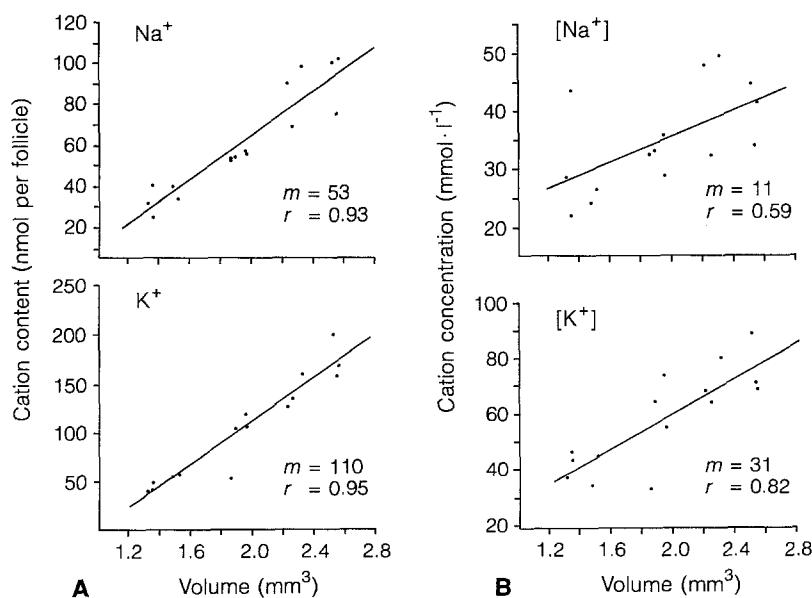 Na⁺
120
100
80
60
40
20
m = 53
r = 0.93
K⁺
250
200
150
100
50
m = 110
r = 0.95
1.2 1.6 2.0 2.4 2.8
Cation content (nmol per follicle)
A
Volume (mm³)
[Na⁺]
50
40
30
20
m = 11
r = 0.59
[K⁺]
100
80
60
40
20
m = 31
r = 0.82
1.2 1.6 2.0 2.4 2.8
Cation concentration (mmol · l⁻¹)
B
Volume (mm³)